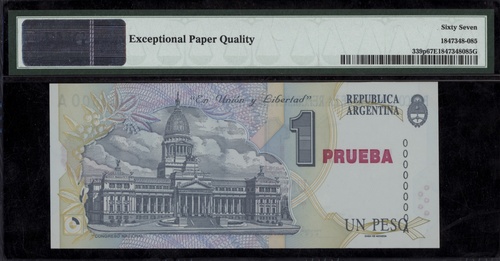 Exceptional Paper Quality
Sixty Seven
1847348-085
339p67E1847348085G
"En Unión y Libertad"
REPUBLICA
ARGENTINA
1
PRUEBA
00000000
UN PESO